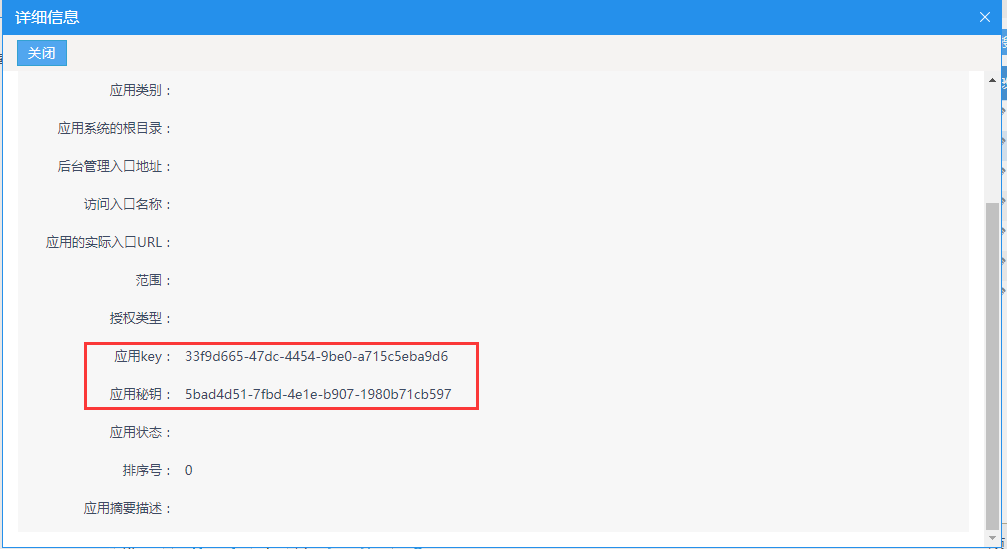 详细信息
关闭
应用类别：
应用系统的根目录：
后台管理入口地址：
访问入口名称：
应用的实际入口URL：
范围：
授权类型：
应用key： 33f9d665-47dc-4454-9be0-a715c5eba9d6
应用秘钥： 5bad4d51-7fbd-4e1e-b907-1980b71cb597
应用状态：
排序号： 0
应用摘要描述：